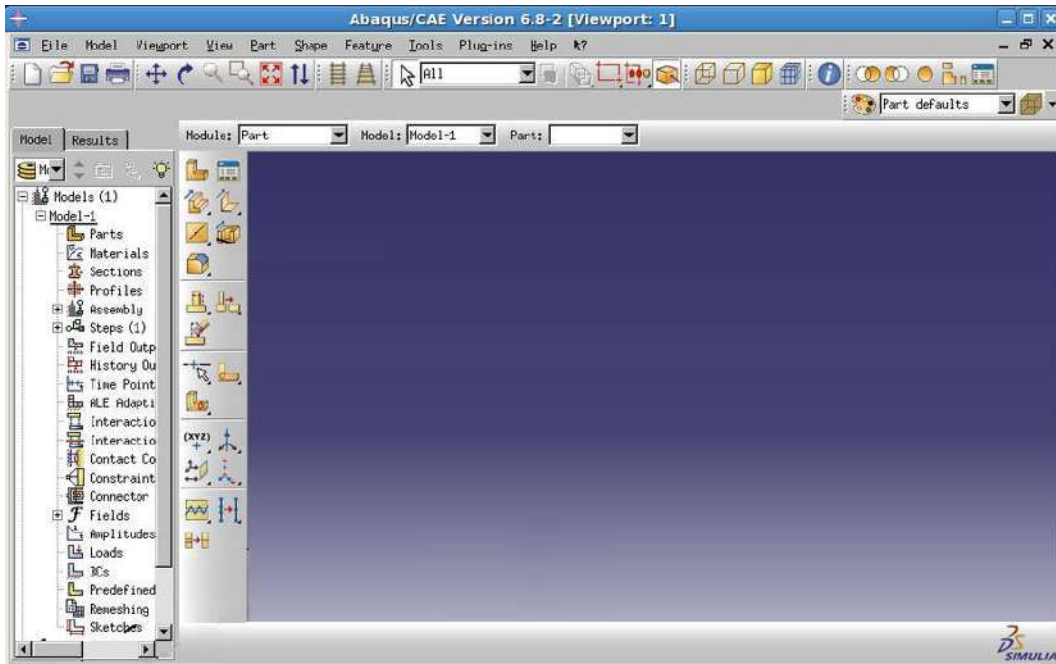 Abaqus/CAE Version 6.8-2 [Viewport: 1]
File Model Viewport View Part Shape Feature Tools Plug-ins Help
All
Part defaults
Model Results
Module: Part Model: Model-1 Part:
Models (1)
Model-1
Parts
Materials
Sections
Profiles
Assembly
Steps (1)
Field Outp
History Ou
Time Point
ALE Adapti
Interactio
Interactio
Contact Co
Constraint
Connector
Fields
Amplitudes
Loads
BCs
Predefined
Remeshing
Sketches
(XYZ)
SIMULIA